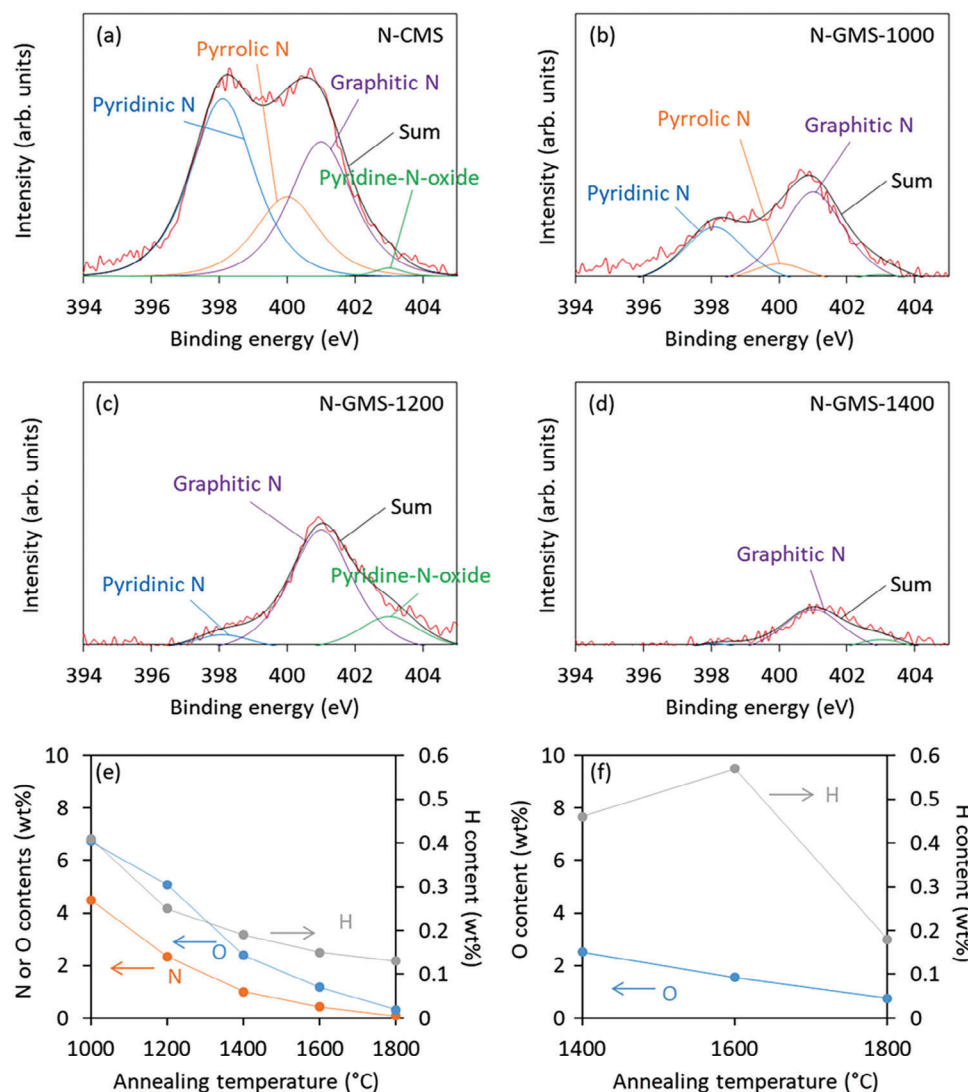 (a)
N-CMS
Pyrrolic N
Graphitic N
Pyridinic N
Sum
Pyridine-N-oxide
Intensity (arb. units)
394 396 398 400 402 404
Binding energy (eV)
(b)
N-GMS-1000
Pyrrolic N
Graphitic N
Pyridinic N
Sum
Intensity (arb. units)
394 396 398 400 402 404
Binding energy (eV)
(c)
N-GMS-1200
Graphitic N
Sum
Pyridinic N
Pyridine-N-oxide
Intensity (arb. units)
394 396 398 400 402 404
Binding energy (eV)
(d)
N-GMS-1400
Graphitic N
Sum
Intensity (arb. units)
394 396 398 400 402 404
Binding energy (eV)
(e)
N or O contents (wt%)
10
8
6
4
2
0
H
O
N
0.6
0.5
0.4
0.3
0.2
0.1
0
H content (wt%)
1000 1200 1400 1600 1800
Annealing temperature (°C)
(f)
O content (wt%)
10
8
6
4
2
0
H
O
0.6
0.5
0.4
0.3
0.2
0.1
0
H content (wt%)
1400 1600 1800
Annealing temperature (°C)